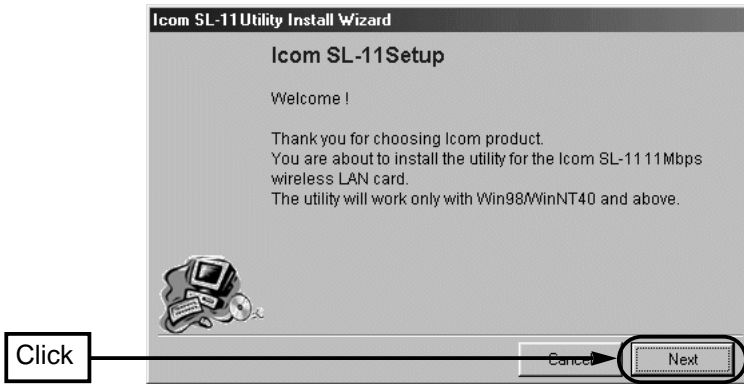 Icom SL-11Utility Install Wizard
Icom SL-11Setup
Welcome !
Thank you for choosing Icom product.
You are about to install the utility for the Icom SL-1111Mbps
wireless LAN card.
The utility will work only with Win98/WinNT40 and above.
Click
Cancel
Next